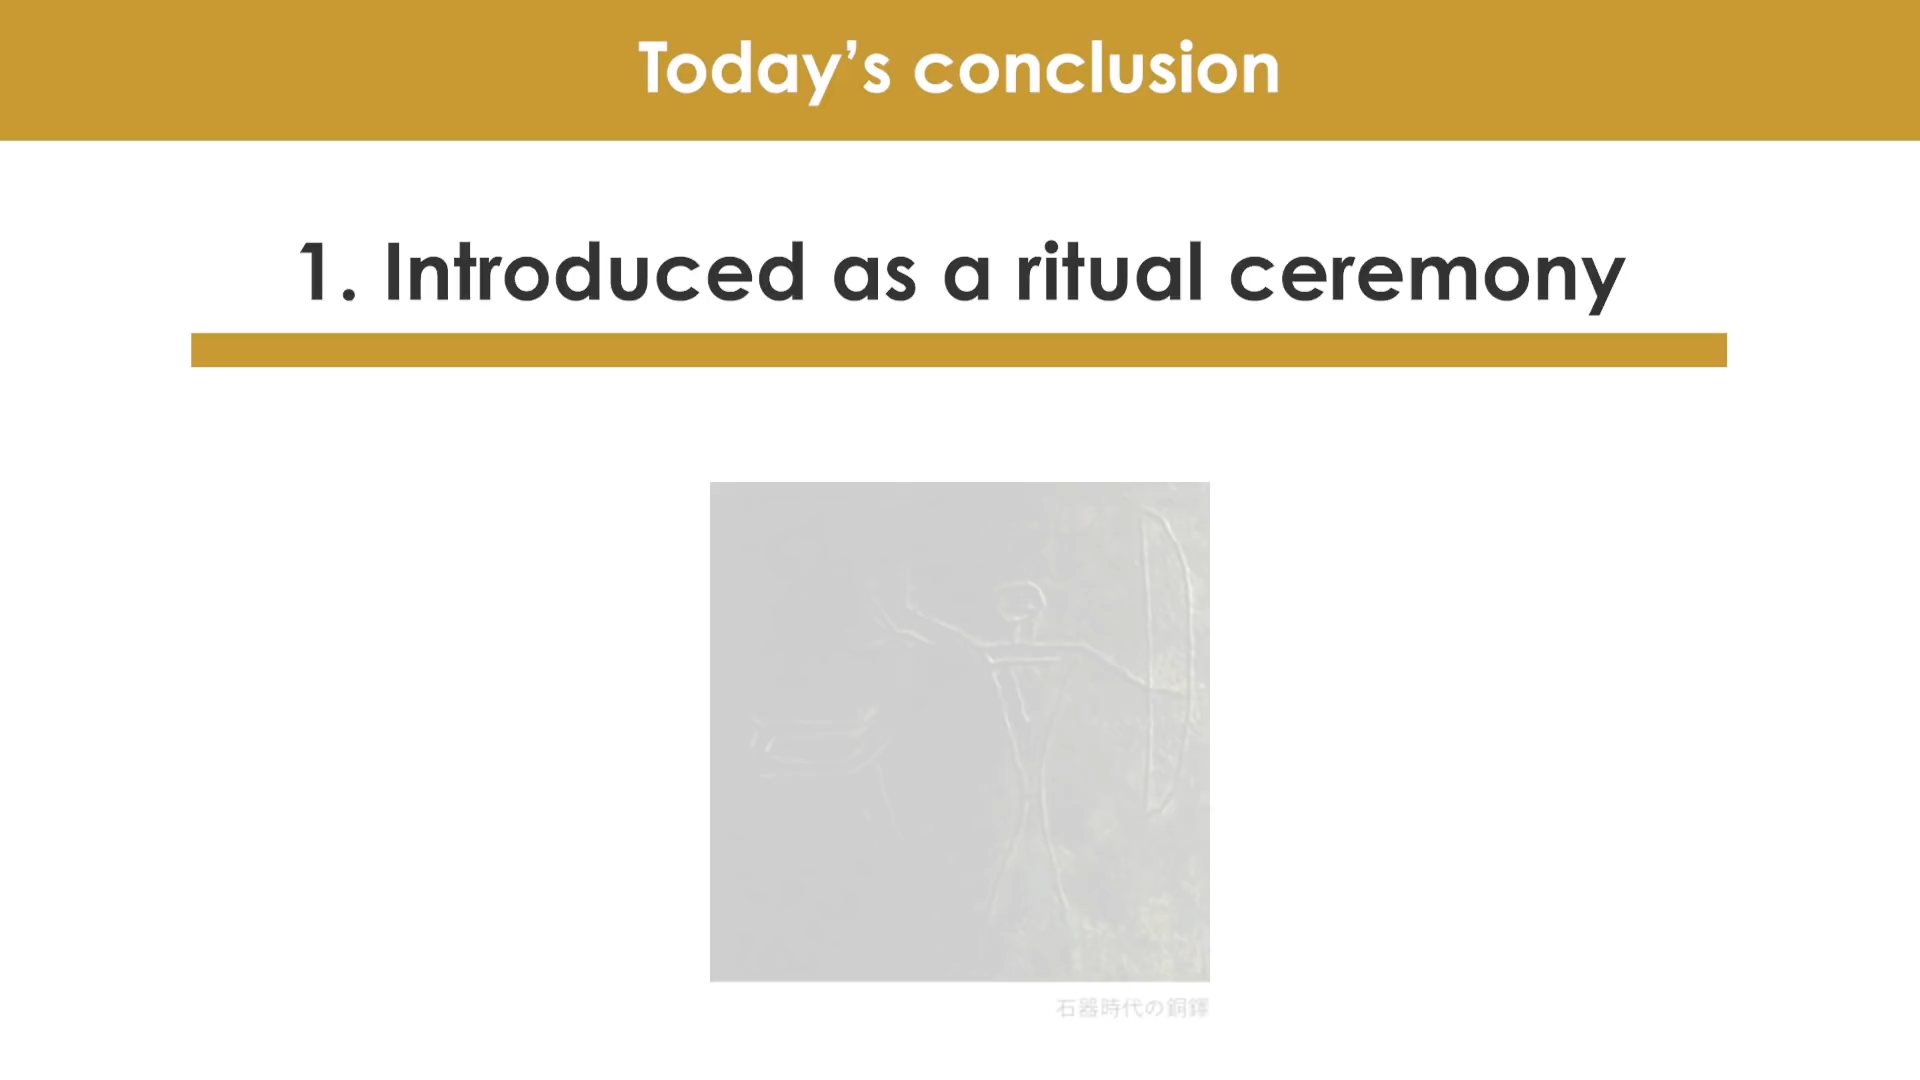 Today’s conclusion
1. Introduced as a ritual ceremony
石器時代の銅鐸